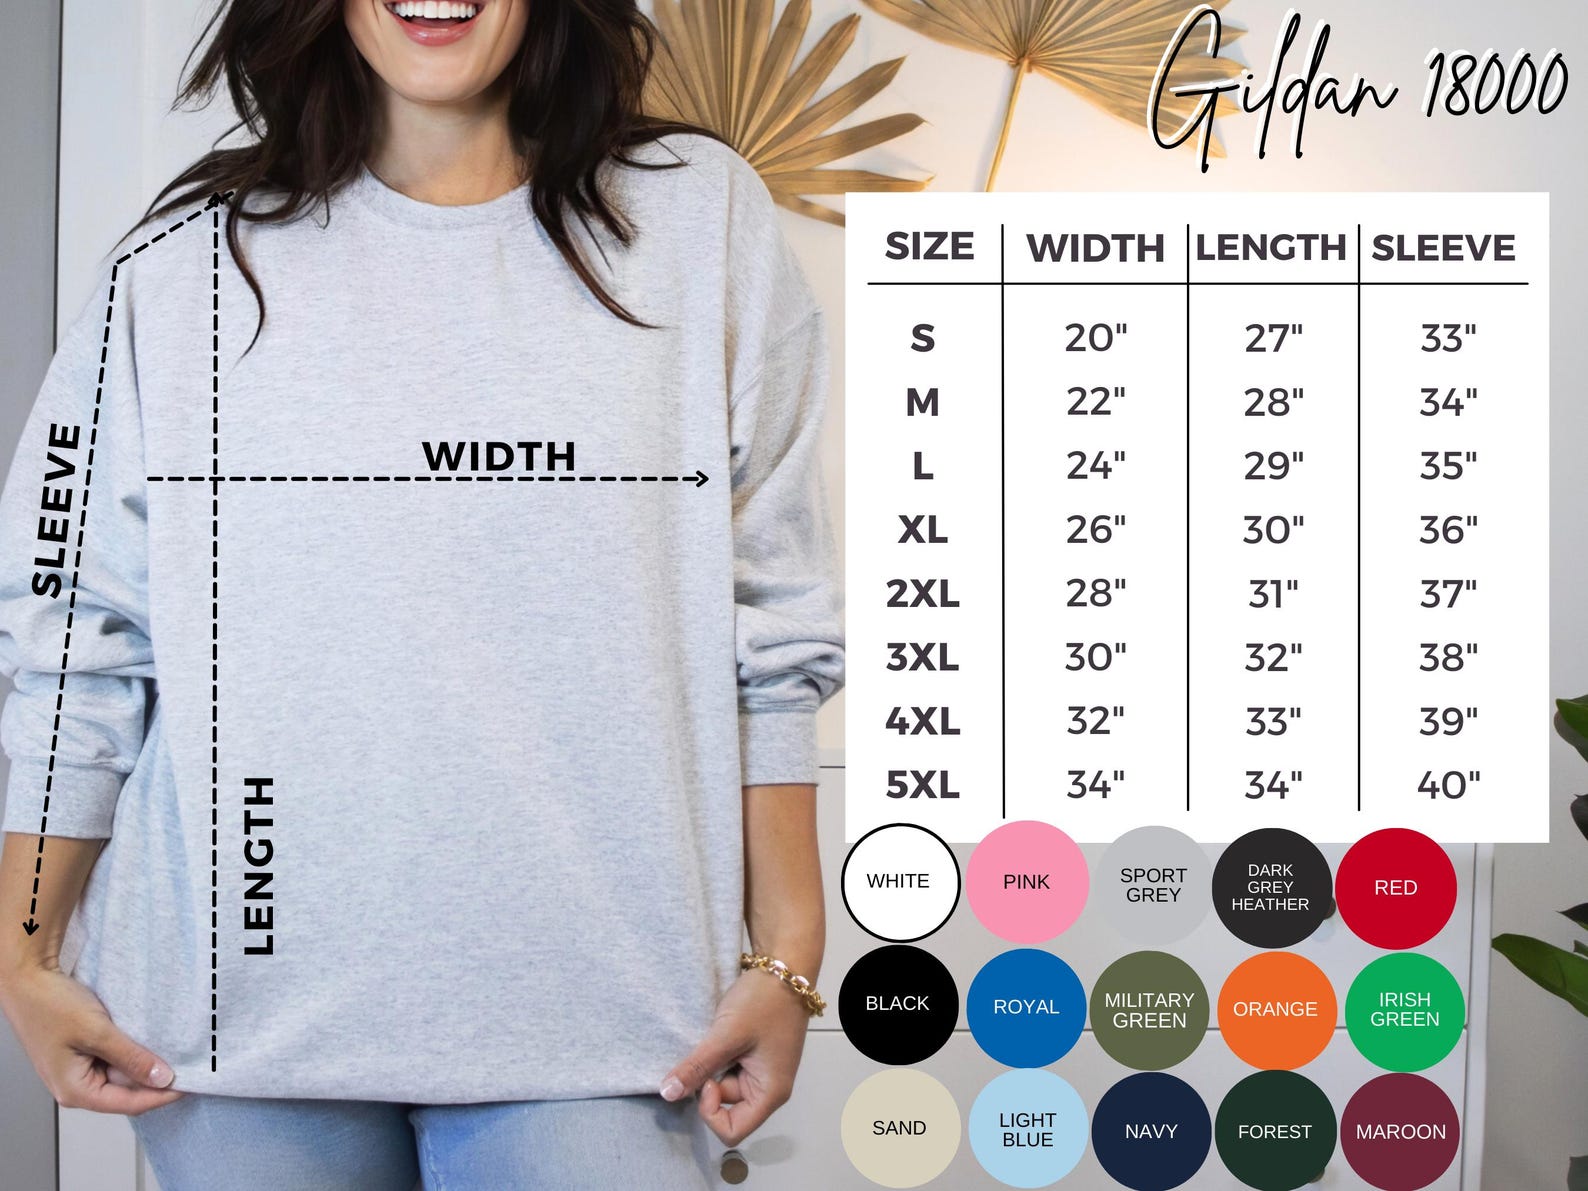 Gildan 18000
SIZE WIDTH LENGTH SLEEVE
S 20" 27" 33"
M 22" 28" 34"
L 24" 29" 35"
XL 26" 30" 36"
2XL 28" 31" 37"
3XL 30" 32" 38"
4XL 32" 33" 39"
5XL 34" 34" 40"
SLEEVE
WIDTH
LENGTH
WHITE
PINK
SPORT
GREY
DARK
GREY
HEATHER
RED
BLACK
ROYAL
MILITARY
GREEN
ORANGE
IRISH
GREEN
SAND
LIGHT
BLUE
NAVY
FOREST
MAROON